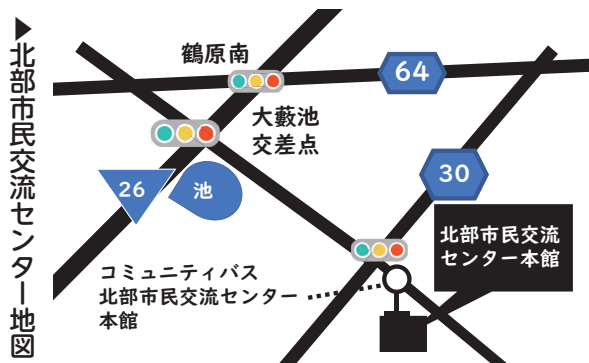 ▶北部市民交流センター地図
鶴原南
64
大藪池
交差点
26
池
30
北部市民交流
センター本館
コミュニティバス
北部市民交流センター
本館